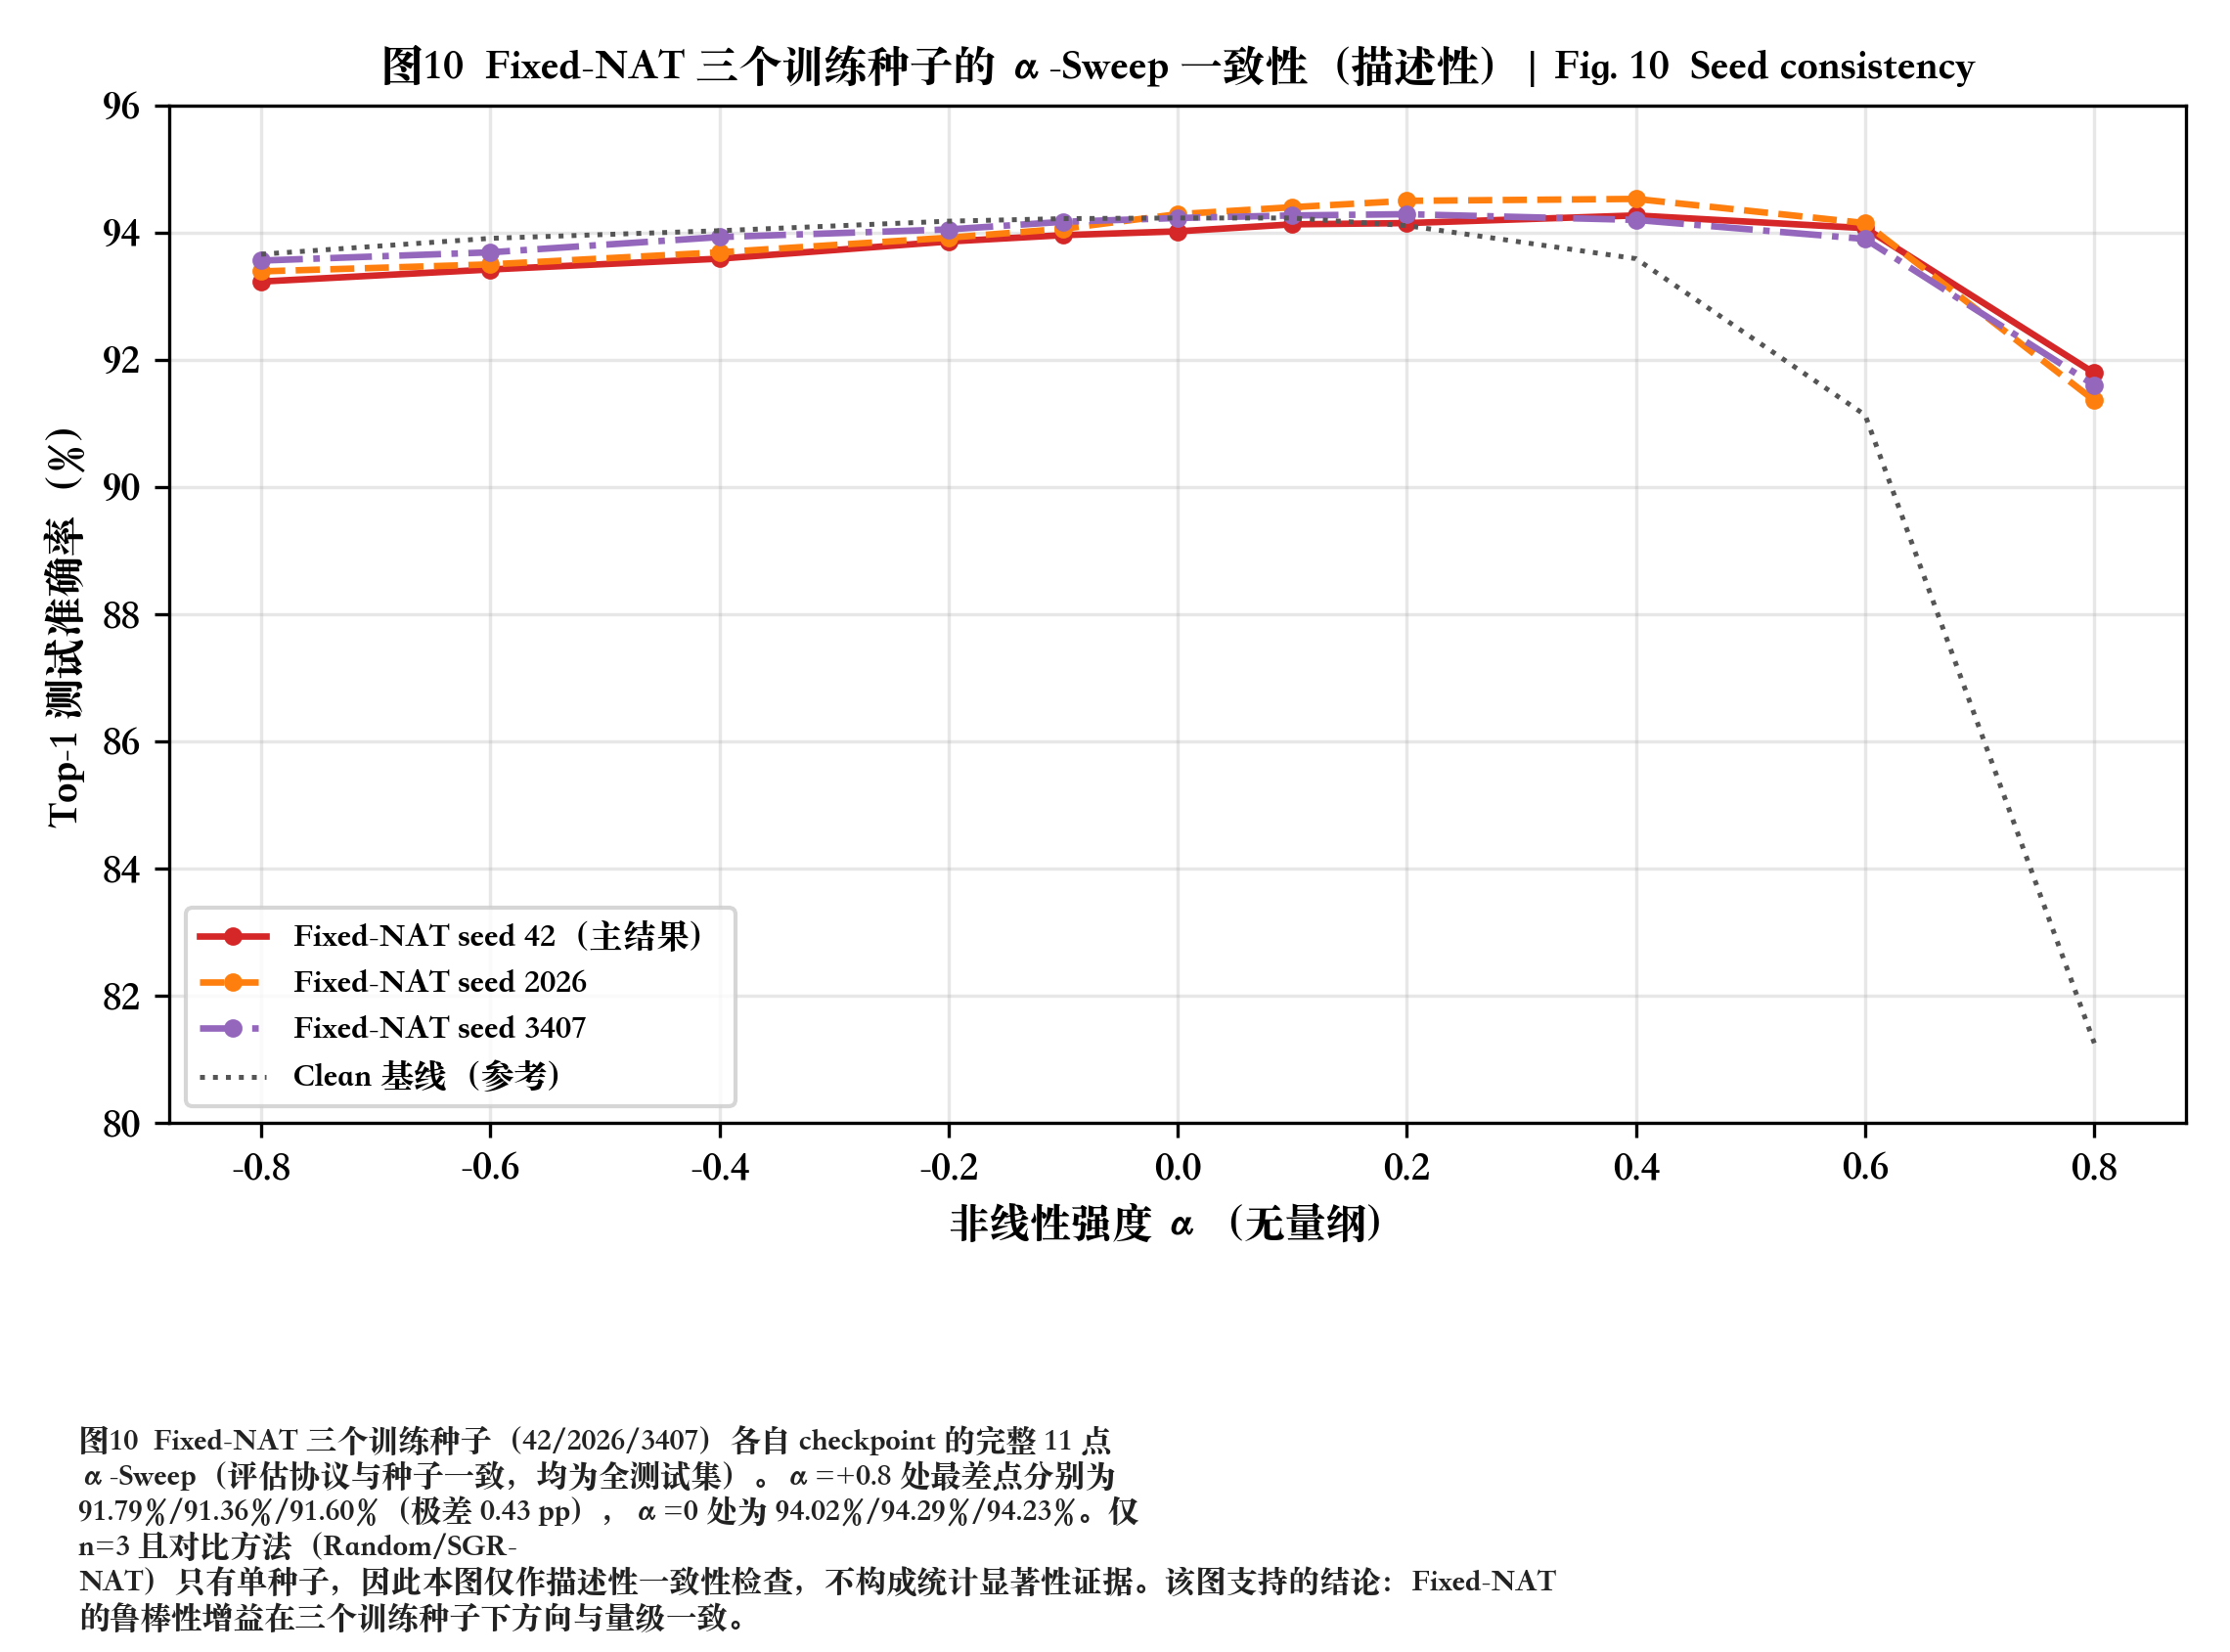 图10 Fixed-NAT 三个训练种子的 α-Sweep 一致性（描述性） | Fig. 10 Seed consistency
96
94
92
90
88
86
84
82
80
Top-1 测试准确率（%）
Fixed-NAT seed 42（主结果）
Fixed-NAT seed 2026
Fixed-NAT seed 3407
Clean 基线（参考）
-0.8 -0.6 -0.4 -0.2 0.0 0.2 0.4 0.6 0.8
非线性强度 α （无量纲）
图10 Fixed-NAT 三个训练种子（42/2026/3407）各自 checkpoint 的完整 11 点
α-Sweep（评估协议与种子一致，均为全测试集）。α=+0.8 处最差点分别为
91.79%/91.36%/91.60%（极差 0.43 pp），α=0 处为 94.02%/94.29%/94.23%。仅
n=3 且对比方法（Random/SGR-
NAT）只有单种子，因此本图仅作描述性一致性检查，不构成统计显著性证据。该图支持的结论：Fixed-NAT
的鲁棒性增益在三个训练种子下方向与量级一致。